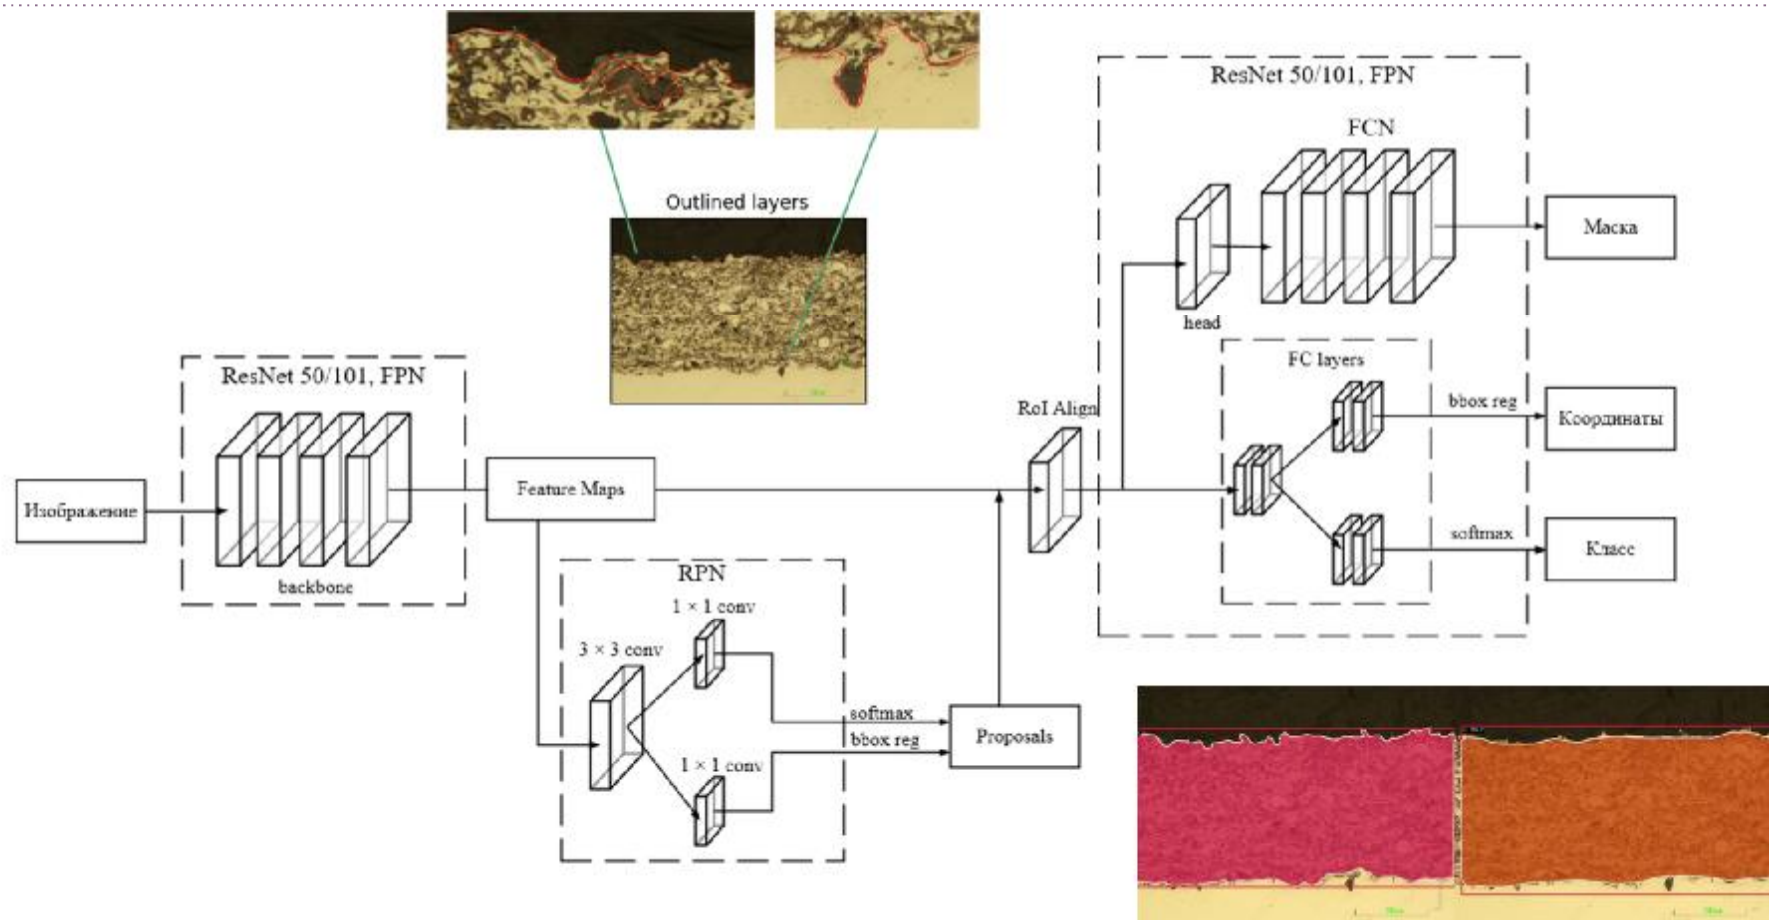 Outlined layers
ResNet 50/101, FPN
FCN
head
Маска
FC layers
bbox reg
Координаты
softmax
Класс
RoI Align
ResNet 50/101, FPN
backbone
Изображение
Feature Maps
RPN
1 × 1 conv
3 × 3 conv
1 × 1 conv
softmax
bbox reg
Proposals